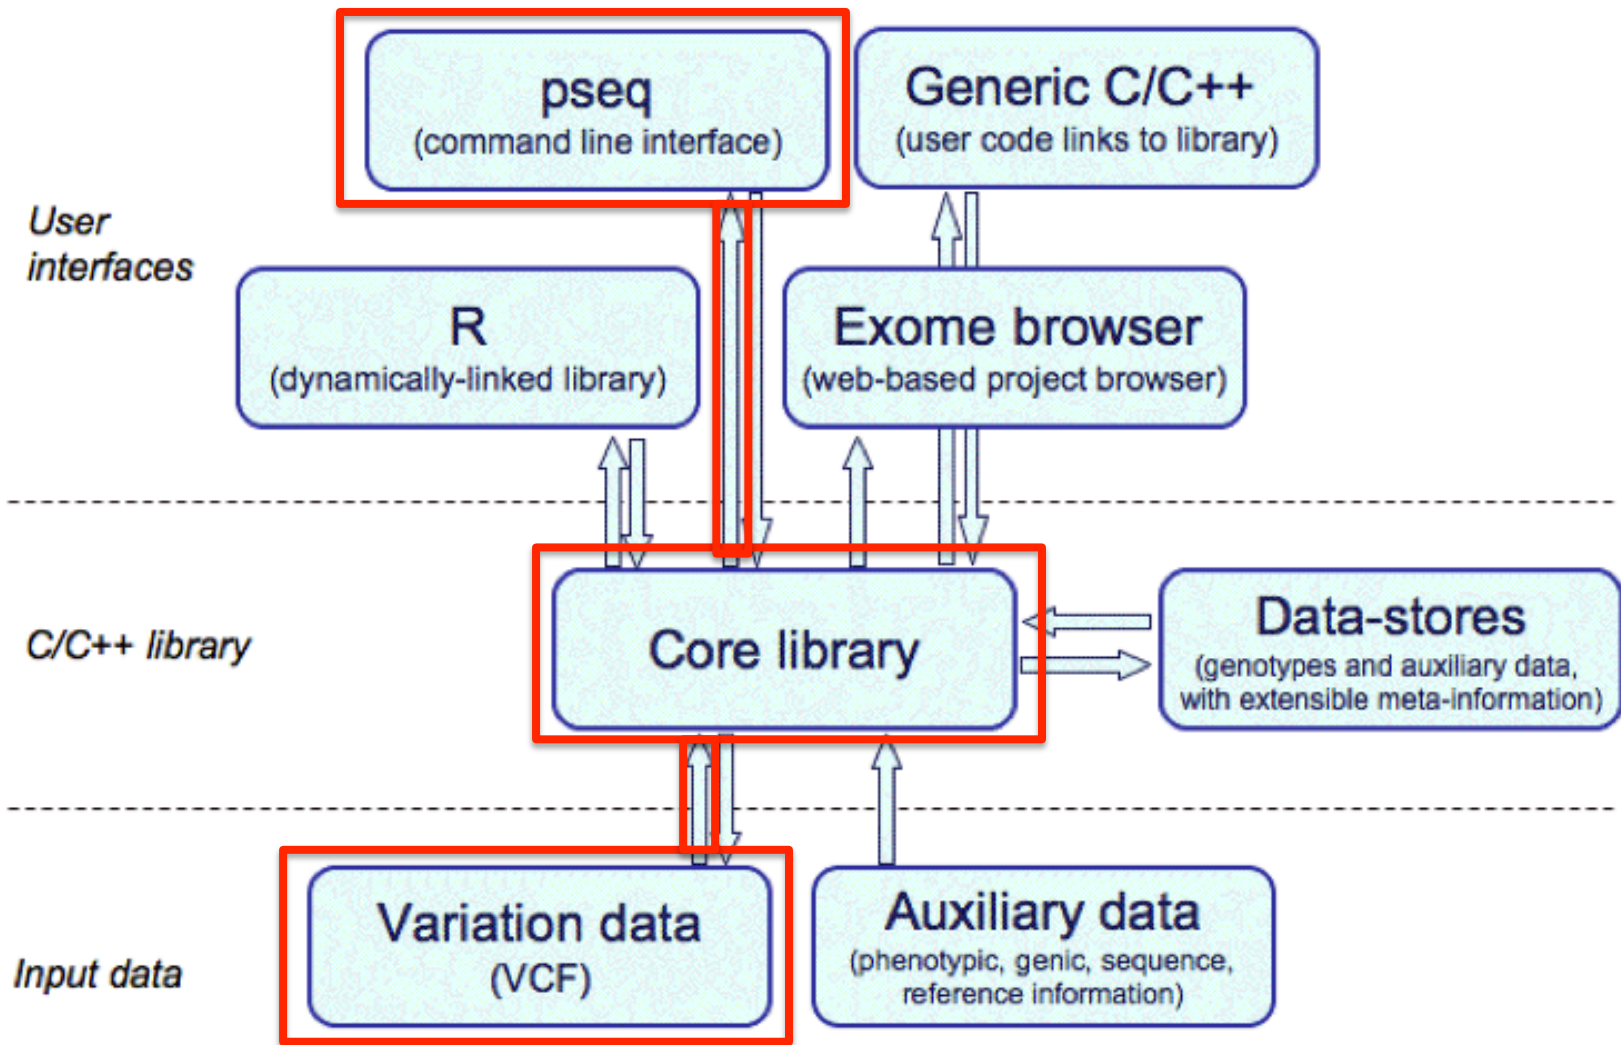 pseq
(command line interface)
Generic C/C++
(user code links to library)
User
interfaces
R
(dynamically-linked library)
Exome browser
(web-based project browser)
C/C++ library
Core library
Data-stores
(genotypes and auxiliary data,
with extensible meta-information)
Input data
Variation data
(VCF)
Auxiliary data
(phenotypic, genic, sequence,
reference information)